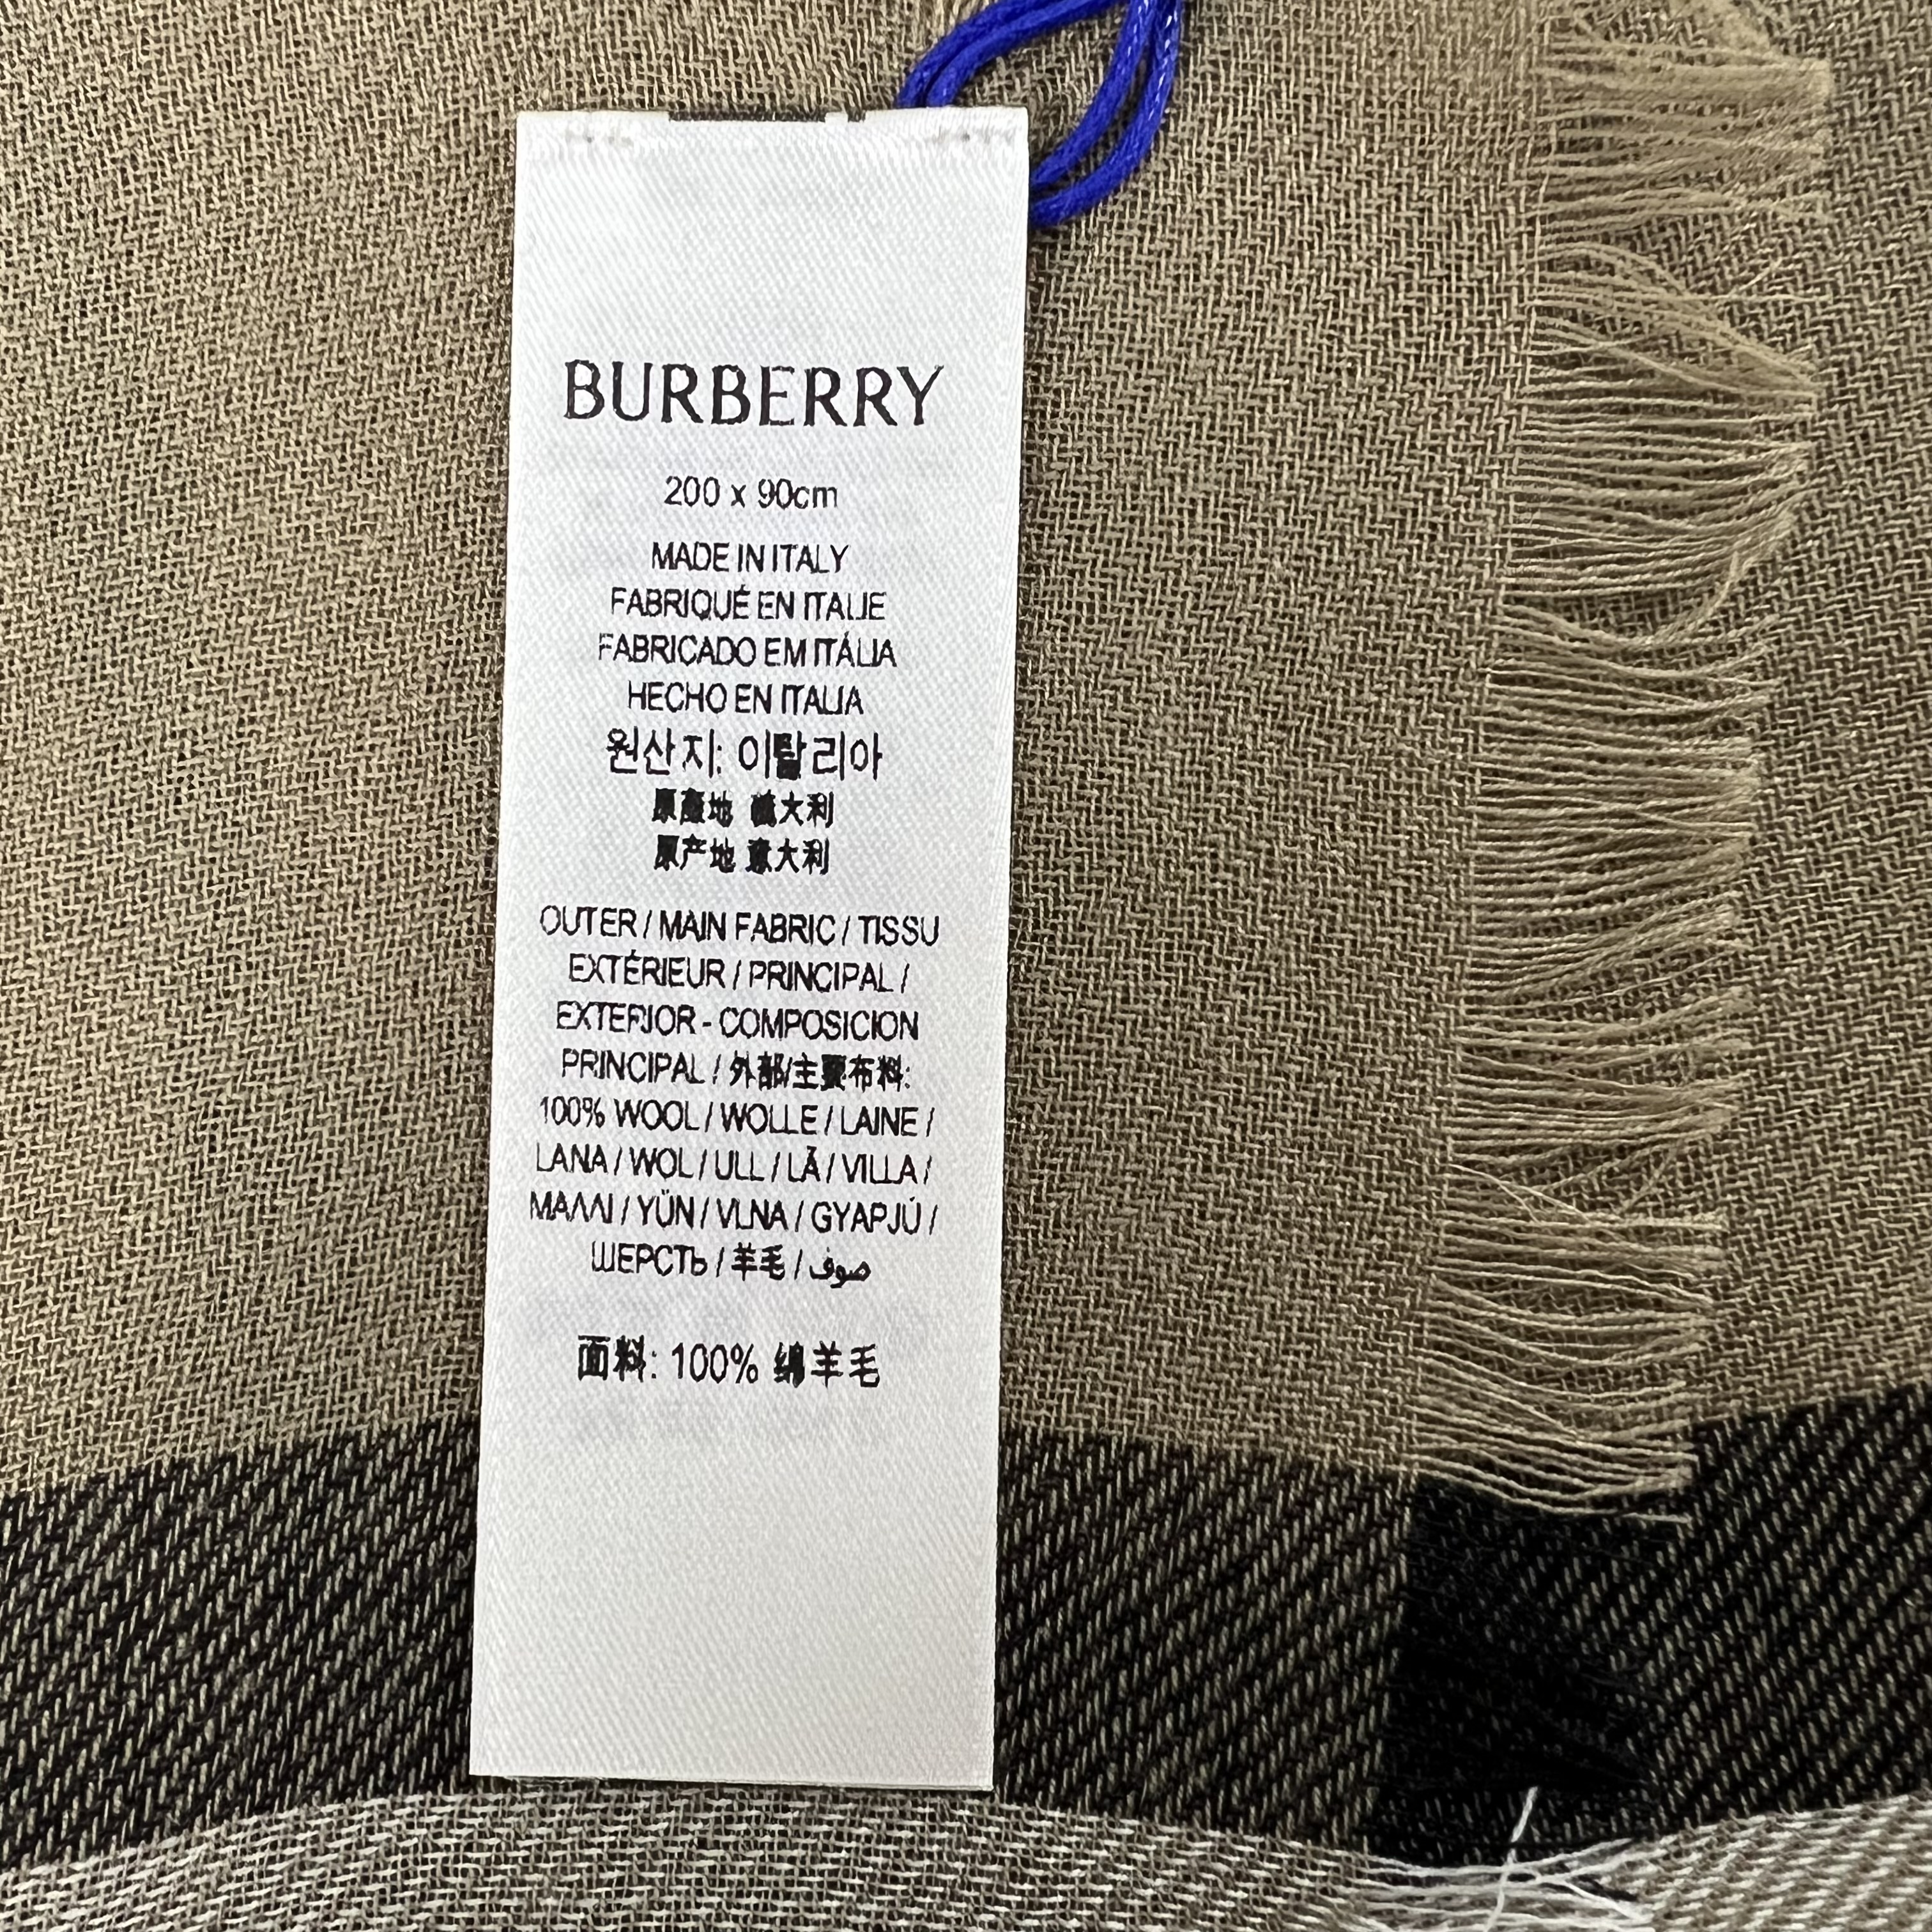 BURBERRY
200 x 90cm
MADE IN ITALY
FABRIQUÉ EN ITALIE
FABRICADO EM ITÁLIA
HECHO EN ITALIA
원산지: 이탈리아
原產地 義大利
原产地 意大利
OUTER / MAIN FABRIC / TISSU
EXTÉRIEUR / PRINCIPAL /
EXTERIOR - COMPOSICION
PRINCIPAL / 外部/主要布料:
100% WOOL / WOLLE / LAINE /
LANA / WOL / ULL / LÃ / VILLA /
ΜΑΛΛΙ / YÜN / VLNA / GYAPJÚ /
ШЕРСТЬ / 羊毛 / صوف
面料: 100% 绵羊毛